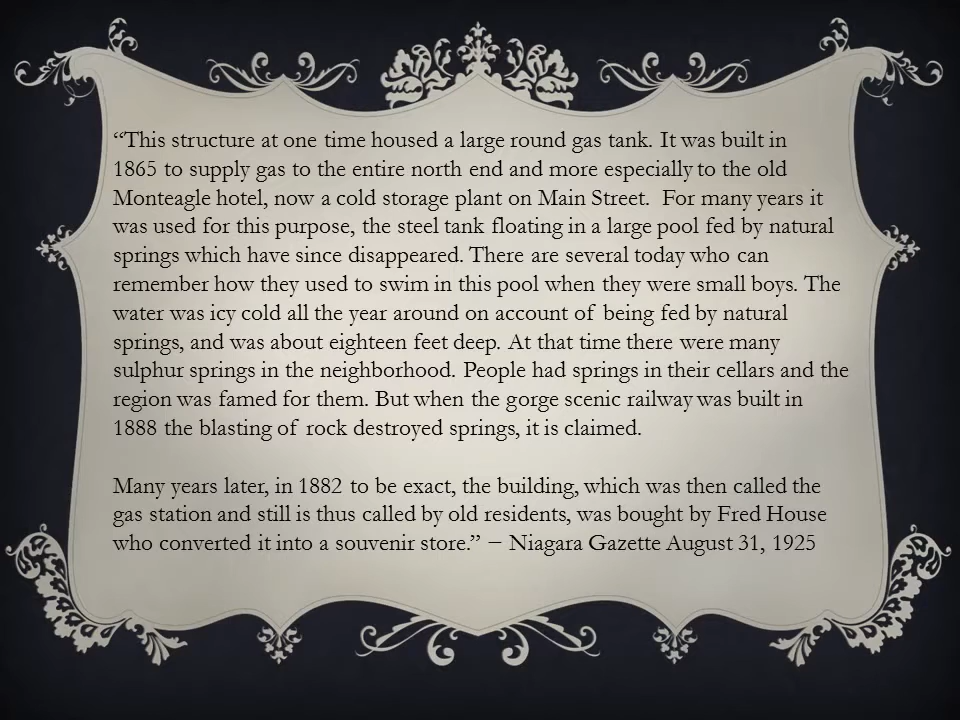 “This structure at one time housed a large round gas tank. It was built in
1865 to supply gas to the entire north end and more especially to the old
Monteagle hotel, now a cold storage plant on Main Street.  For many years it
was used for this purpose, the steel tank floating in a large pool fed by natural
springs which have since disappeared. There are several today who can
remember how they used to swim in this pool when they were small boys. The
water was icy cold all the year around on account of being fed by natural
springs, and was about eighteen feet deep. At that time there were many
sulphur springs in the neighborhood. People had springs in their cellars and the
region was famed for them. But when the gorge scenic railway was built in
1888 the blasting of rock destroyed springs, it is claimed.

Many years later, in 1882 to be exact, the building, which was then called the
gas station and still is thus called by old residents, was bought by Fred House
who converted it into a souvenir store.” – Niagara Gazette August 31, 1925